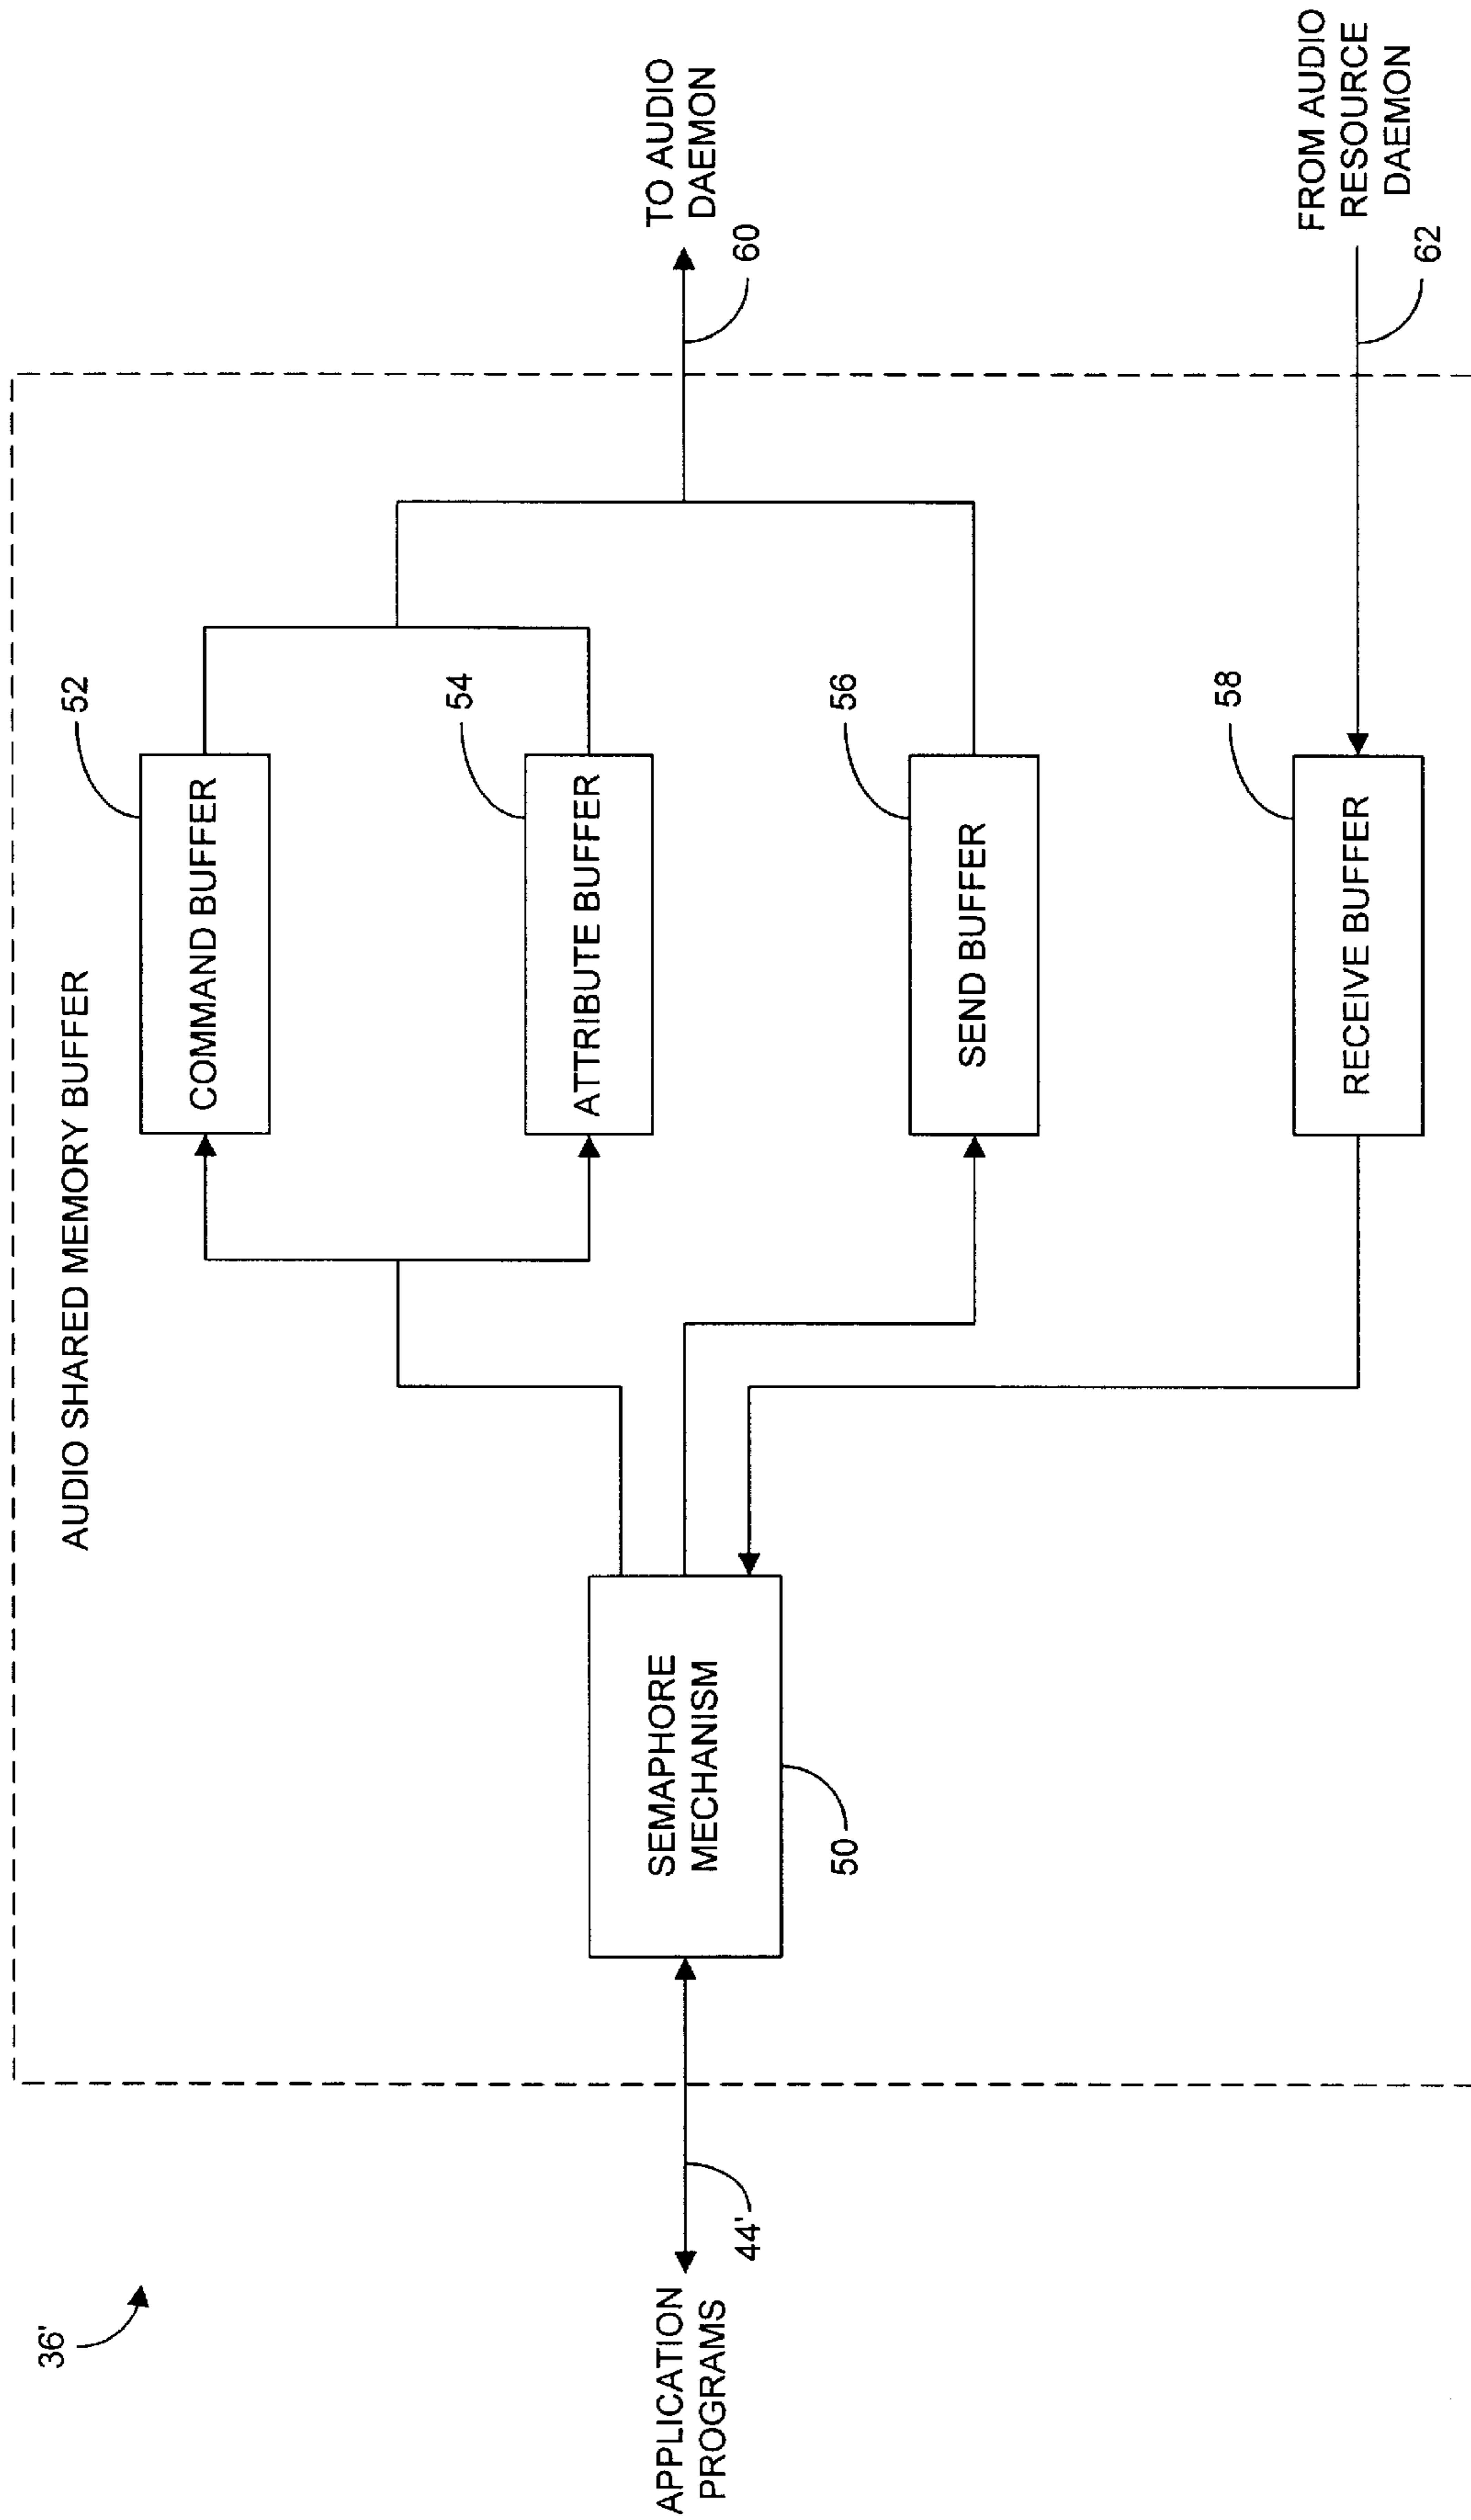 36'
AUDIO SHARED MEMORY BUFFER
52
COMMAND BUFFER
54
ATTRIBUTE BUFFER
APPLICATION
PROGRAMS
44'
SEMAPHORE
MECHANISM
50
TO AUDIO
DAEMON
60
56
SEND BUFFER
58
RECEIVE BUFFER
FROM AUDIO
RESOURCE
DAEMON
62